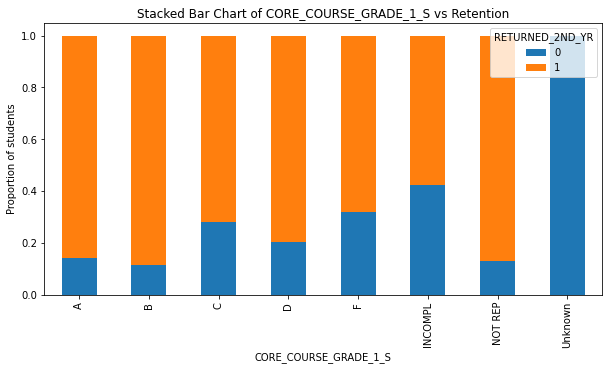 Stacked Bar Chart of CORE_COURSE_GRADE_1_S vs Retention
RETURNED_2ND_YR
0
1
Proportion of students
1.0
0.8
0.6
0.4
0.2
0.0
A
B
C
D
F
INCOMPL
NOT REP
Unknown
CORE_COURSE_GRADE_1_S